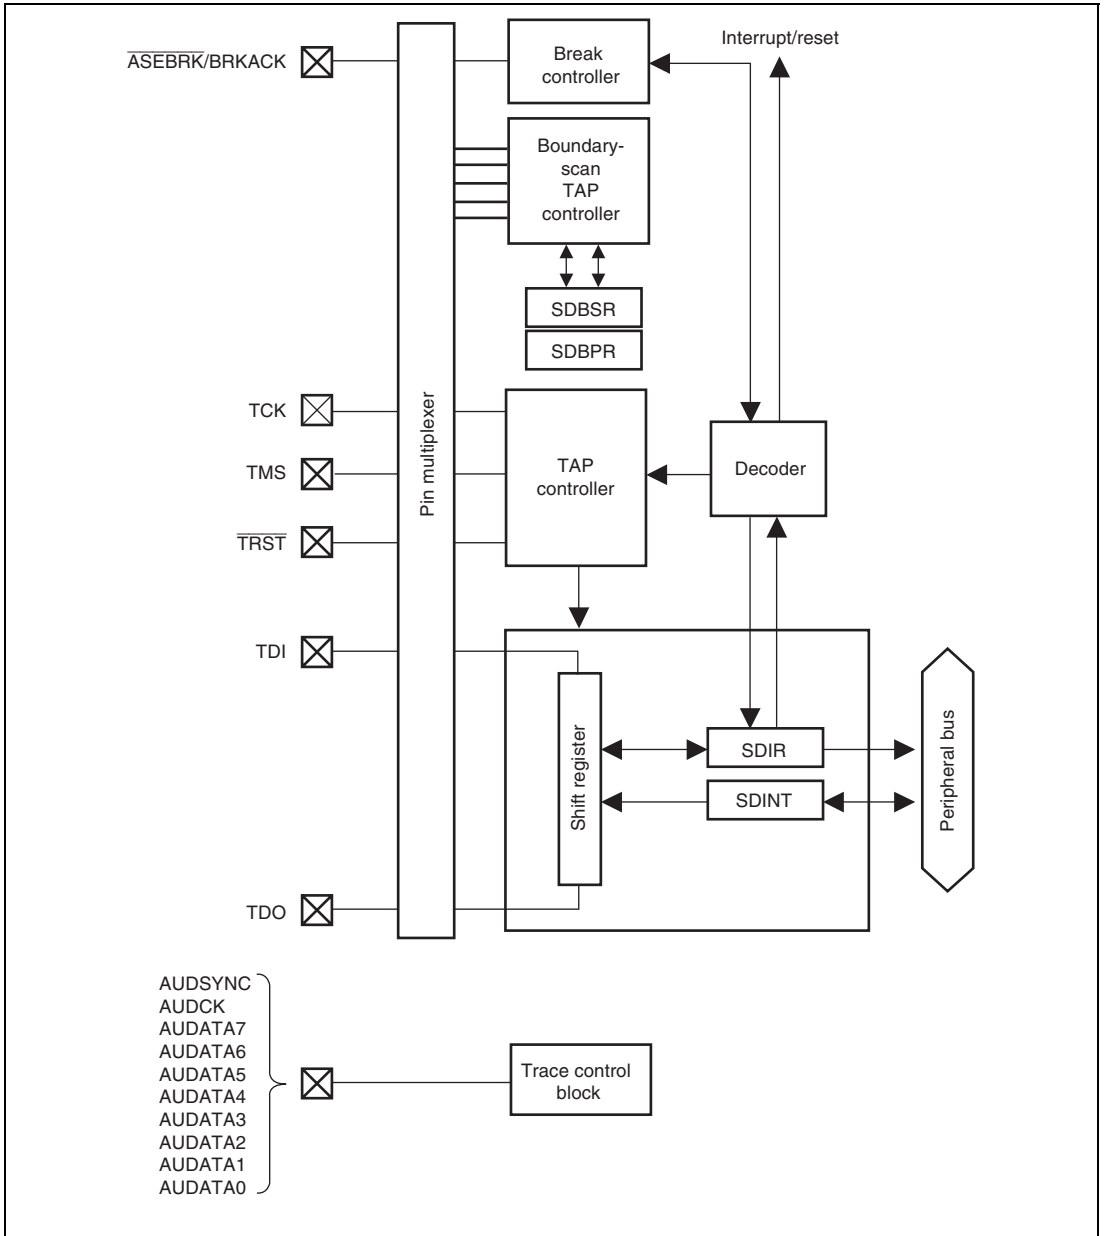 Interrupt/reset
ASEBRK/BRKACK
Break
controller
Boundary-
scan
TAP
controller
SDBSR
SDBPR
Pin multiplexer
TCK
TMS
TRST
TAP
controller
Decoder
TDI
Shift register
SDIR
SDINT
Peripheral bus
TDO
AUDSYNC
AUDCK
AUDATA7
AUDATA6
AUDATA5
AUDATA4
AUDATA3
AUDATA2
AUDATA1
AUDATA0
Trace control
block